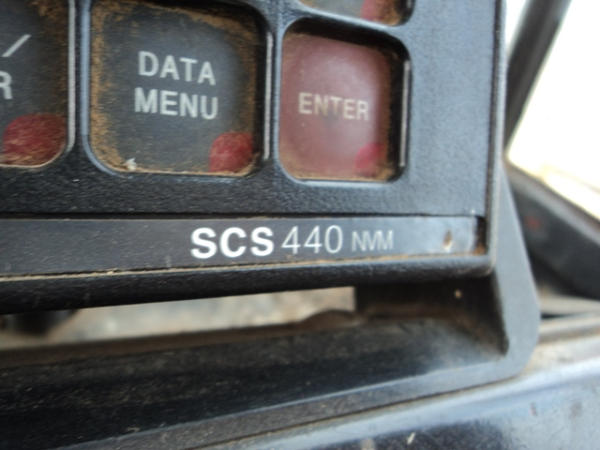 /
R
DATA
MENU
ENTER
SCS 440 NVM